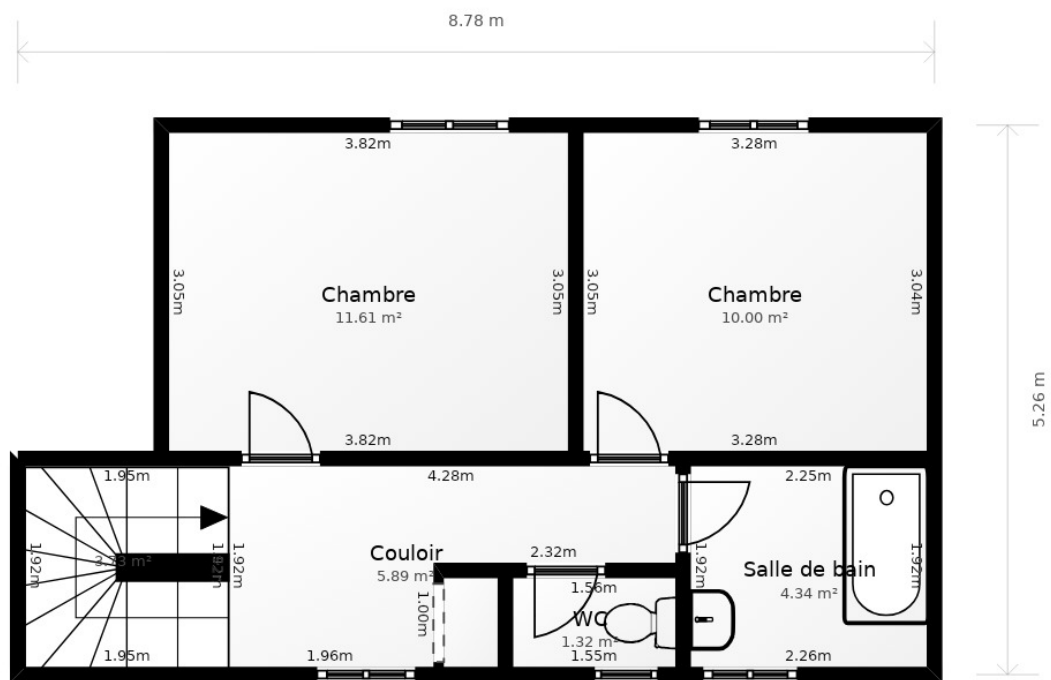 8.78 m
3.82m
3.28m
3.05m
3.05m
3.05m
3.04m
Chambre
11.61 m²
Chambre
10.00 m²
5.26 m
3.82m
3.28m
1.95m
4.28m
2.25m
1.92m
3.73 m²
1.92m
1.92m
Couloir
5.89 m²
2.32m
1.92m
Salle de bain
4.34 m²
1.92m
1.00m
1.56m
WC
1.32 m²
1.95m
1.96m
1.55m
2.26m